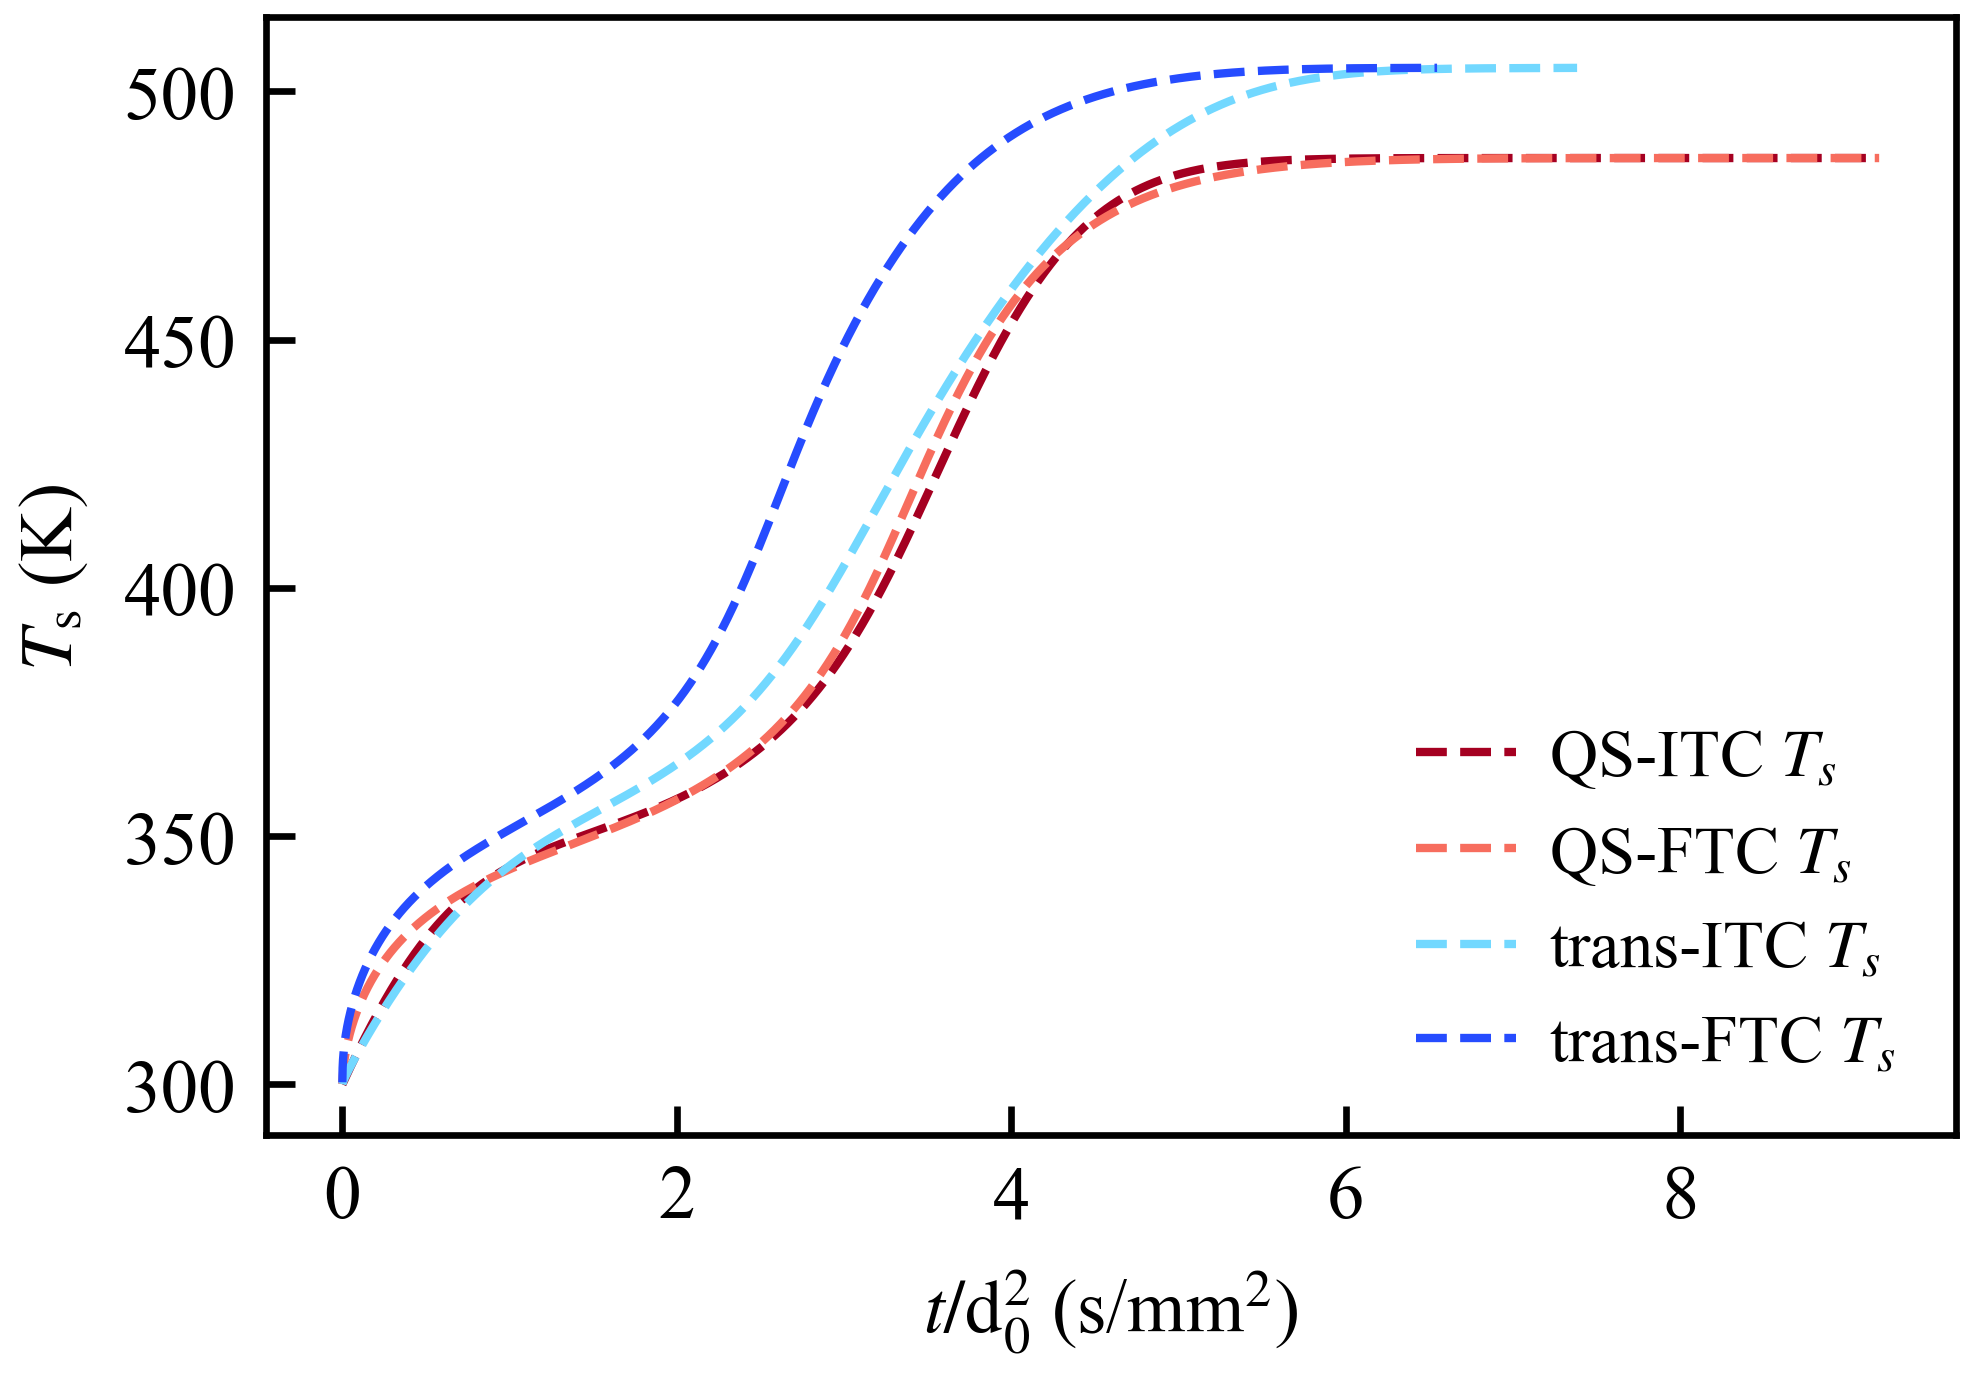 500
450
400
350
300
T_s (K)
0 2 4 6 8
t/d_0^2 (s/mm^2)
QS-ITC T_s
QS-FTC T_s
trans-ITC T_s
trans-FTC T_s